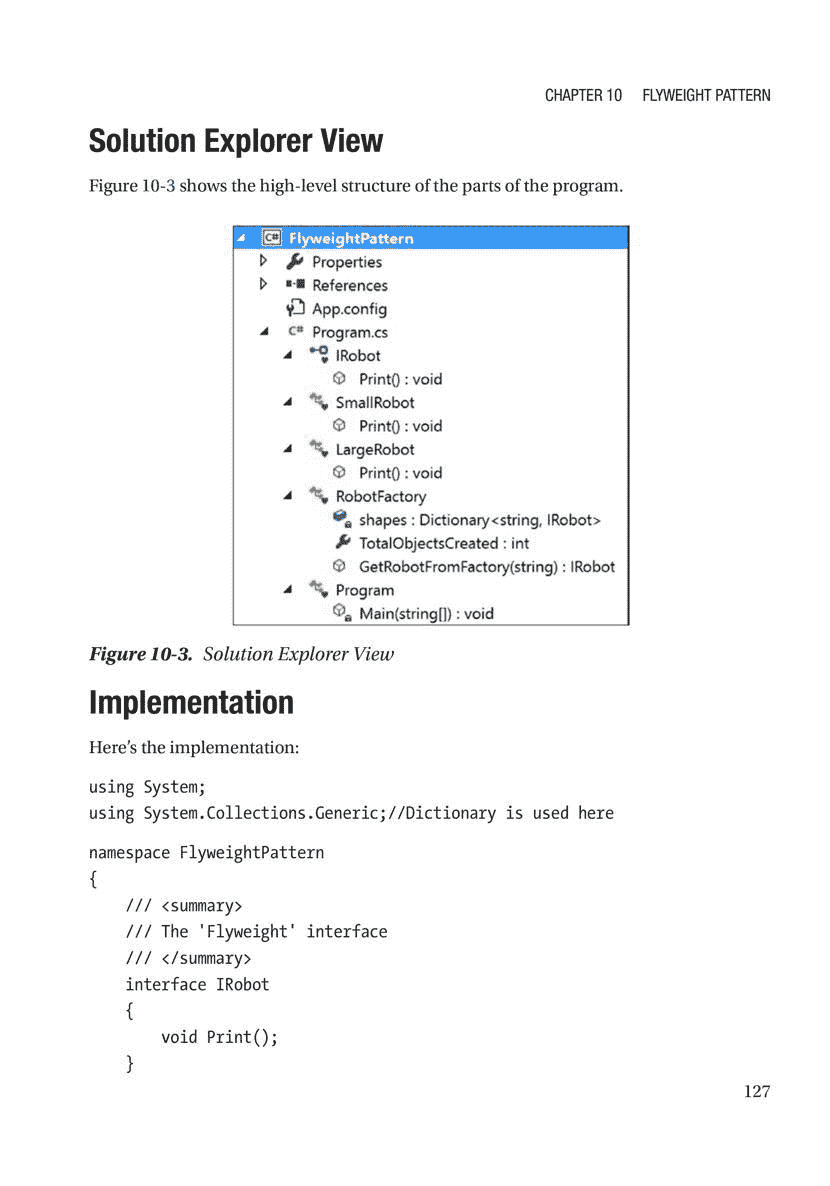 CHAPTER 10 FLYWEIGHT PATTERN
Solution Explorer View
Figure 10-3 shows the high-level structure of the parts of the program.
C# FlyweightPattern
Properties
References
App.config
C# Program.cs
IRobot
Print() : void
SmallRobot
Print() : void
LargeRobot
Print() : void
RobotFactory
shapes : Dictionary<string, IRobot>
TotalObjectsCreated : int
GetRobotFromFactory(string) : IRobot
Program
Main(string[]) : void
Figure 10-3. Solution Explorer View
Implementation
Here’s the implementation:
using System;
using System.Collections.Generic;//Dictionary is used here
namespace FlyweightPattern
{
/// <summary>
/// The 'Flyweight' interface
/// </summary>
interface IRobot
{
void Print();
}
127